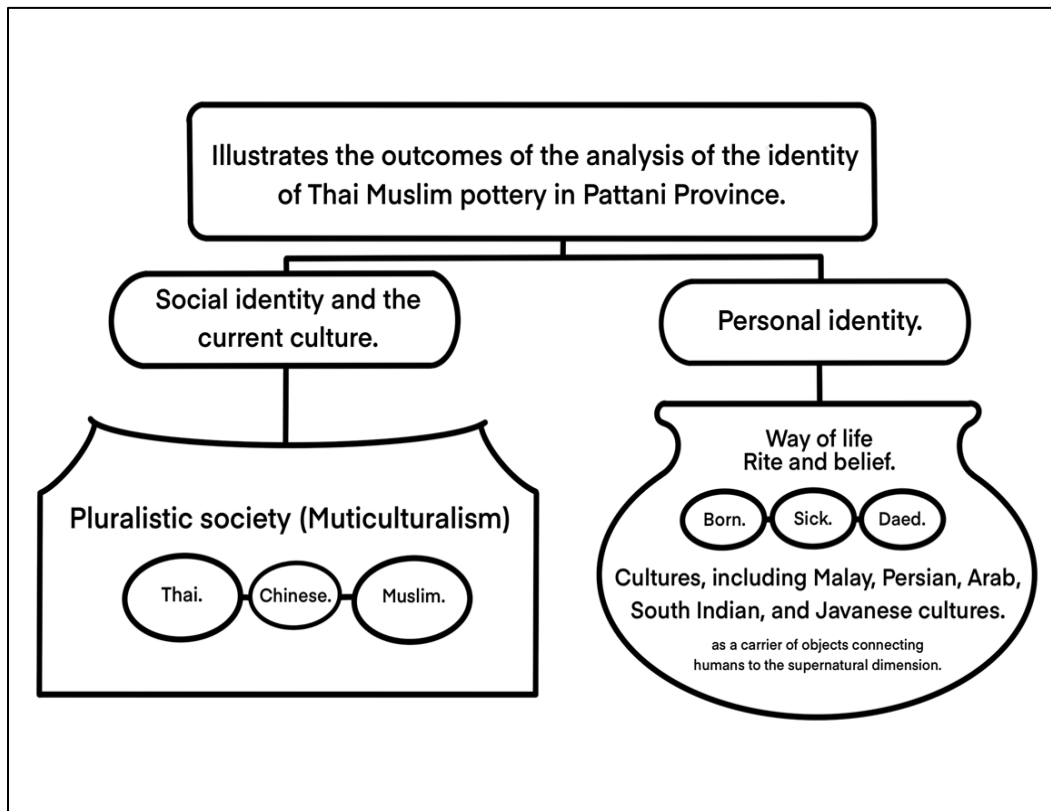 Illustrates the outcomes of the analysis of the identity
of Thai Muslim pottery in Pattani Province.
Social identity and the
current culture.
Personal identity.
Pluralistic society (Muticulturalism)
Thai.
Chinese.
Muslim.
Way of life
Rite and belief.
Born.
Sick.
Daed.
Cultures, including Malay, Persian, Arab,
South Indian, and Javanese cultures.
as a carrier of objects connecting
humans to the supernatural dimension.